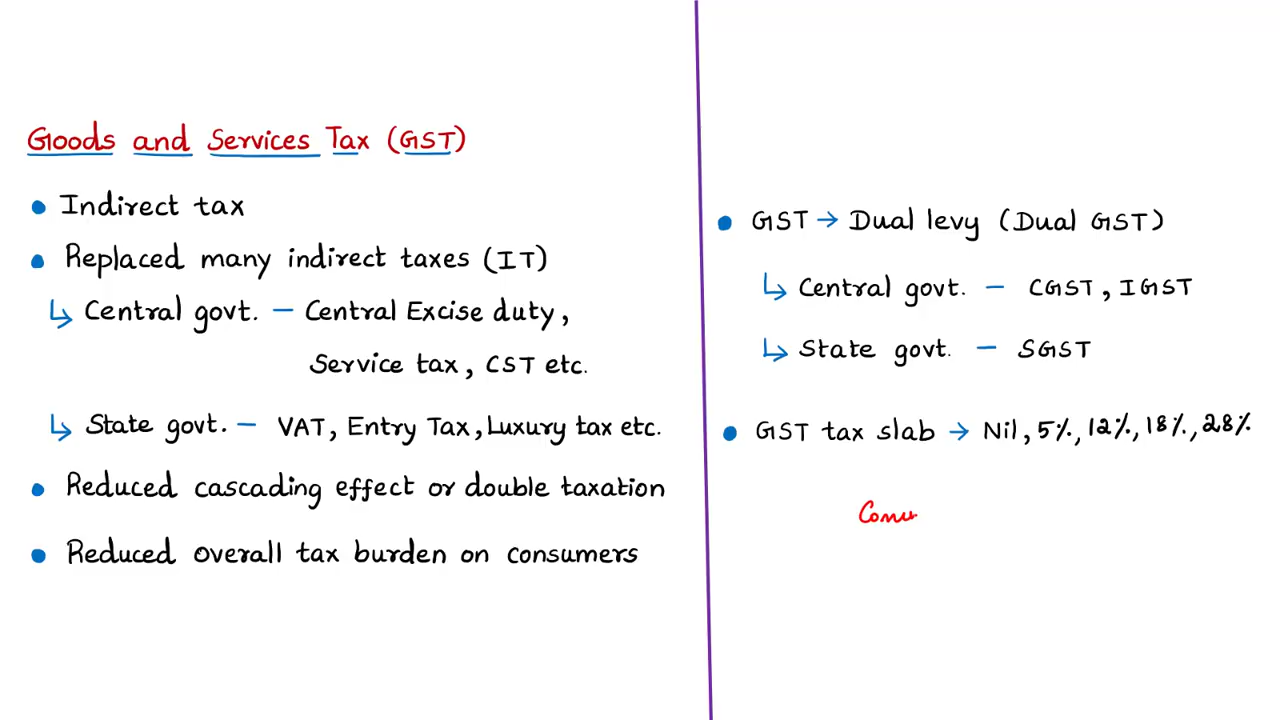 Goods and Services Tax (GST)
• Indirect tax
• Replaced many indirect taxes (IT)
↳ Central govt. – Central Excise duty,
Service tax, CST etc.
↳ State govt. – VAT, Entry Tax, Luxury tax etc.
• Reduced cascading effect or double taxation
• Reduced overall tax burden on consumers
• GST → Dual levy (Dual GST)
↳ Central govt. – CGST, IGST
↳ State govt. – SGST
• GST tax slab → Nil, 5%, 12%, 18%, 28%